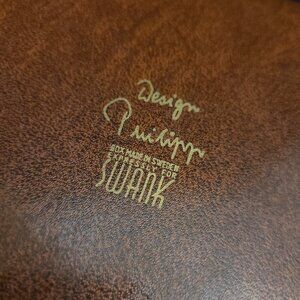 Design
Philipp
BOX MADE IN SWEDEN
EXPRESSLY FOR
SWANK